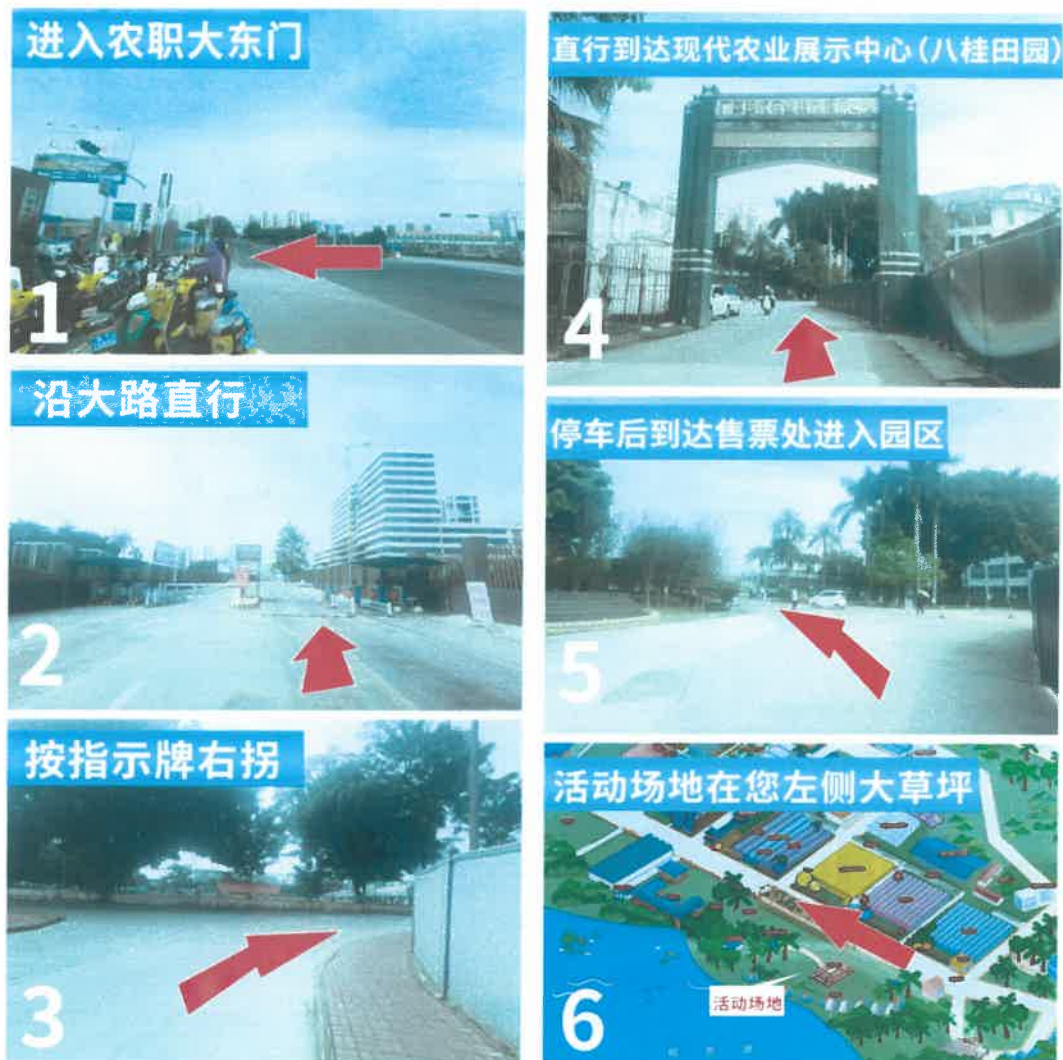 进入农职大东门
1
沿大路直行
2
按指示牌右拐
3
直行到达现代农业展示中心(八桂田园)
4
停车后到达售票处进入园区
5
活动场地在您左侧大草坪
活动场地
6